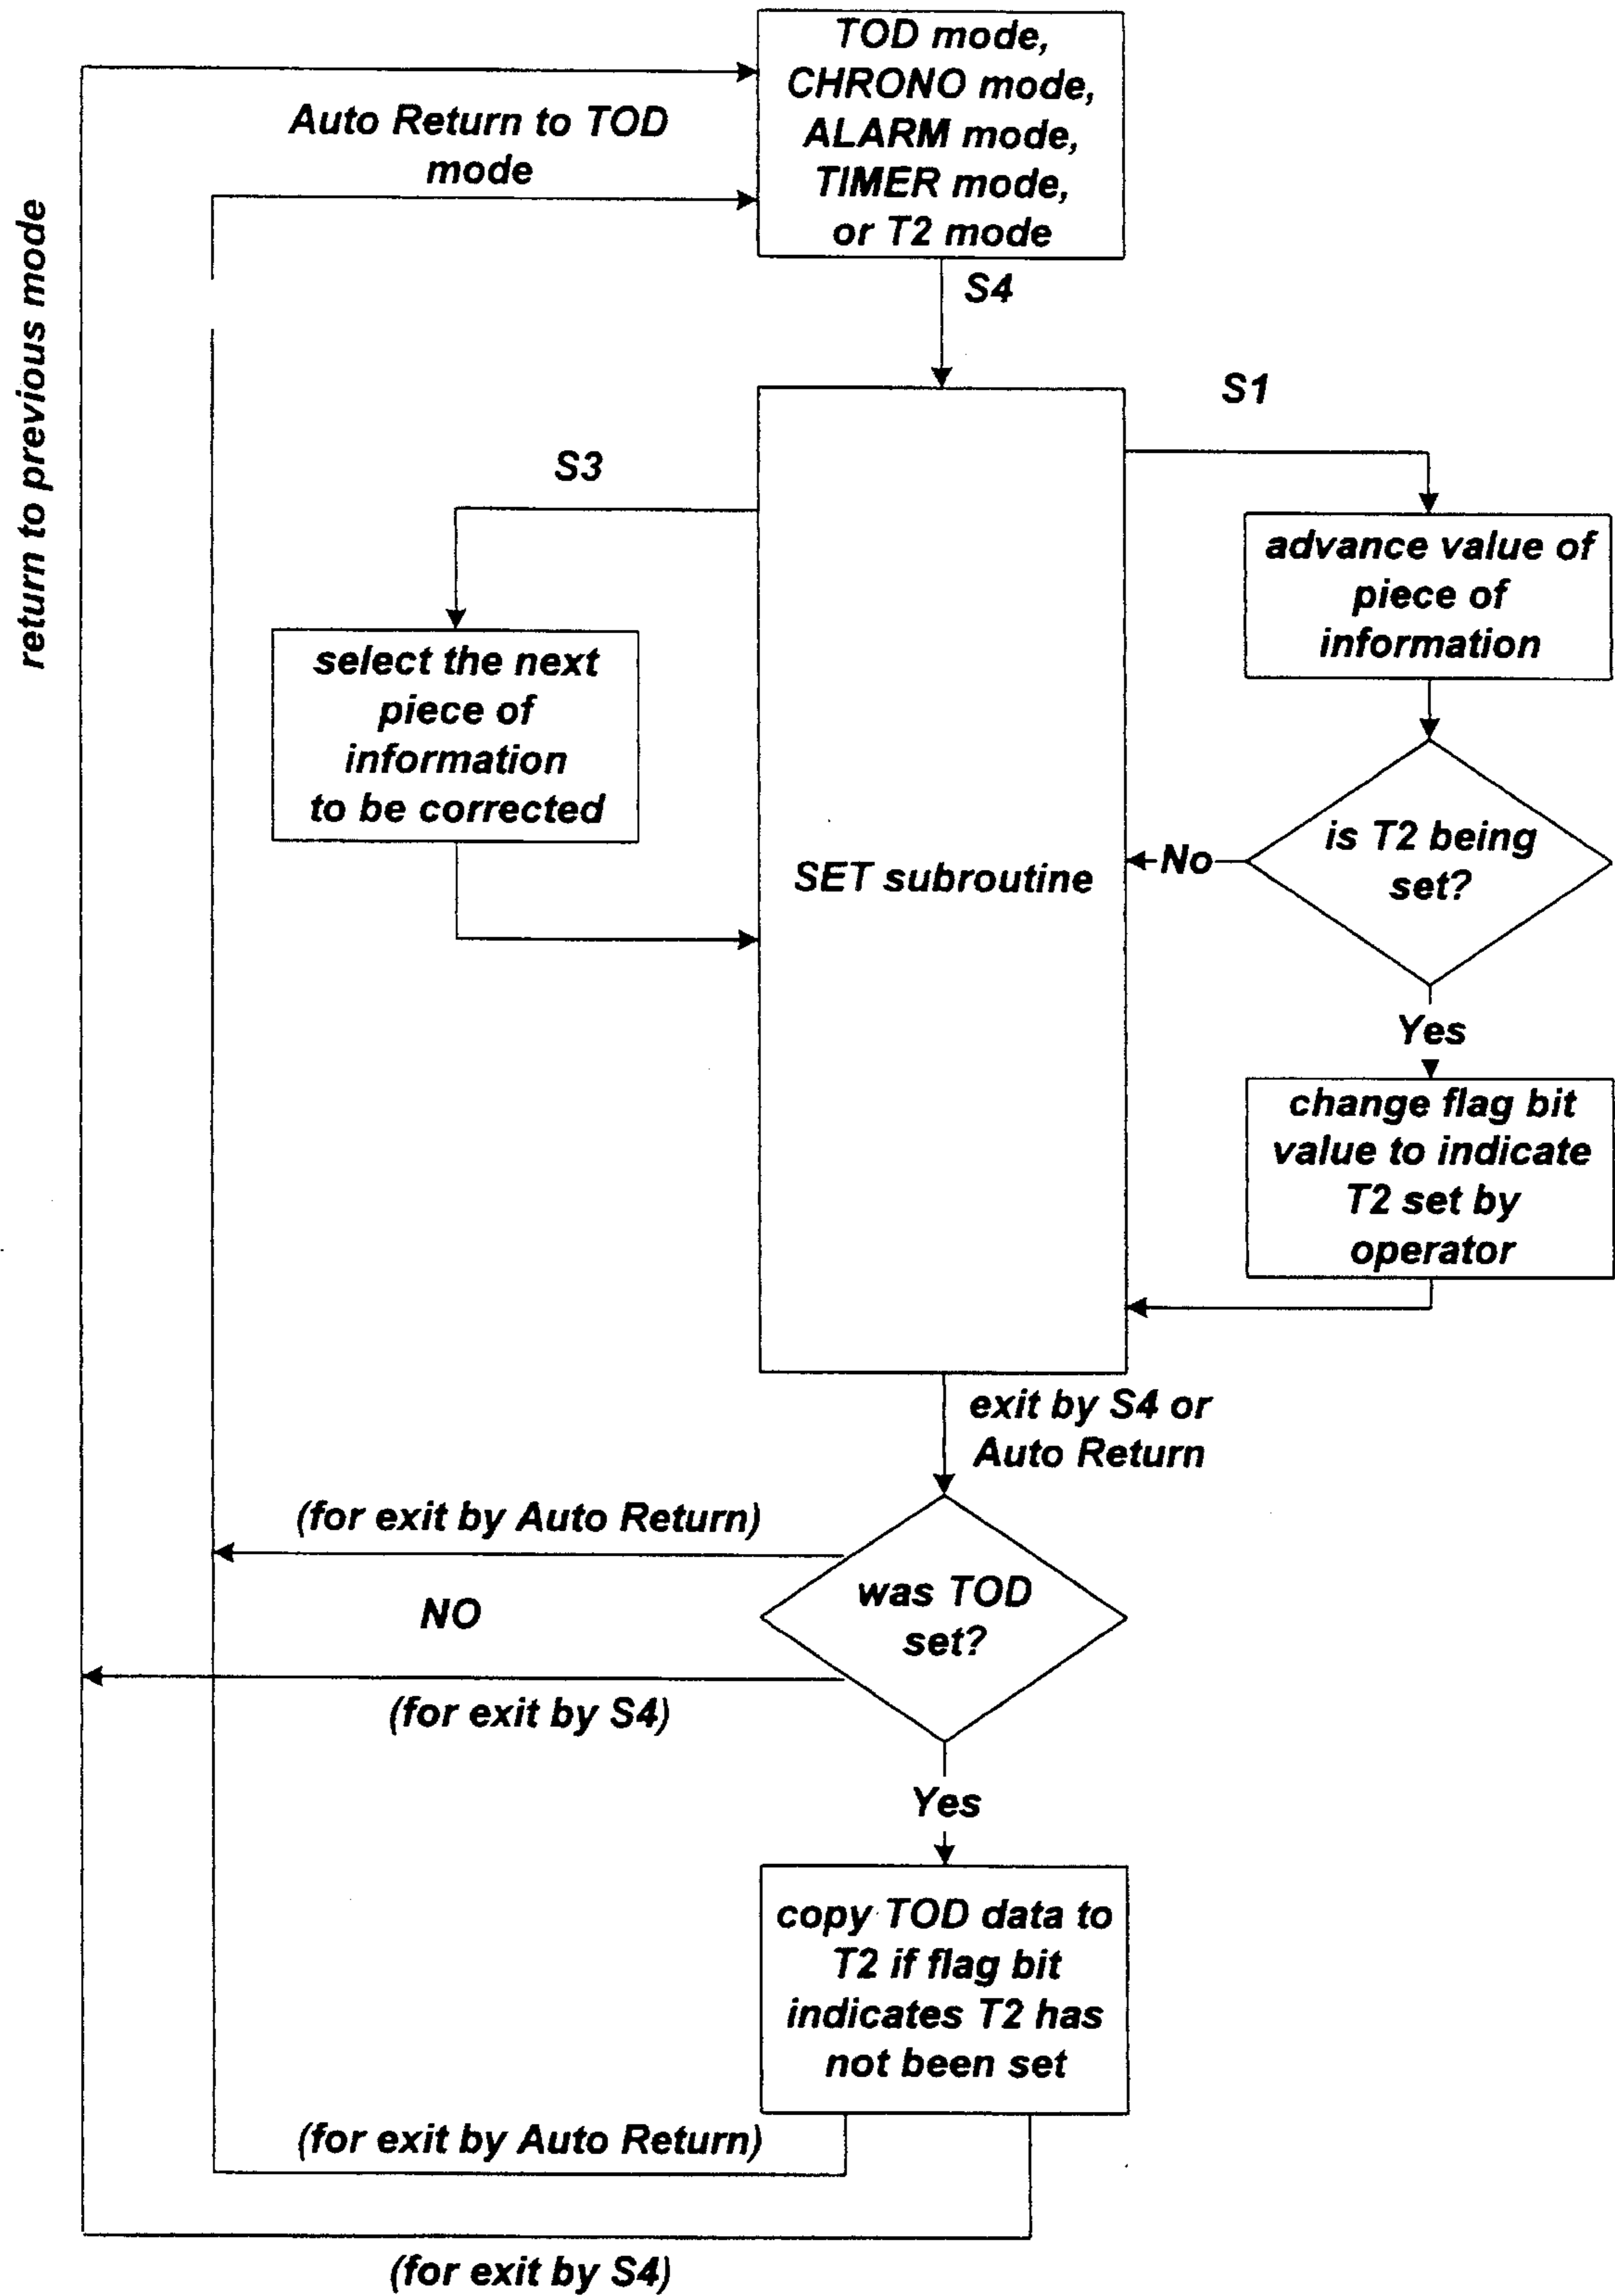 TOD mode,
CHRONO mode,
ALARM mode,
TIMER mode,
or T2 mode
Auto Return to TOD
mode
return to previous mode
S4
S1
S3
advance value of
piece of
information
select the next
piece of
information
to be corrected
SET subroutine
No
is T2 being
set?
Yes
change flag bit
value to indicate
T2 set by
operator
exit by S4 or
Auto Return
(for exit by Auto Return)
was TOD
set?
NO
(for exit by S4)
Yes
copy TOD data to
T2 if flag bit
indicates T2 has
not been set
(for exit by Auto Return)
(for exit by S4)